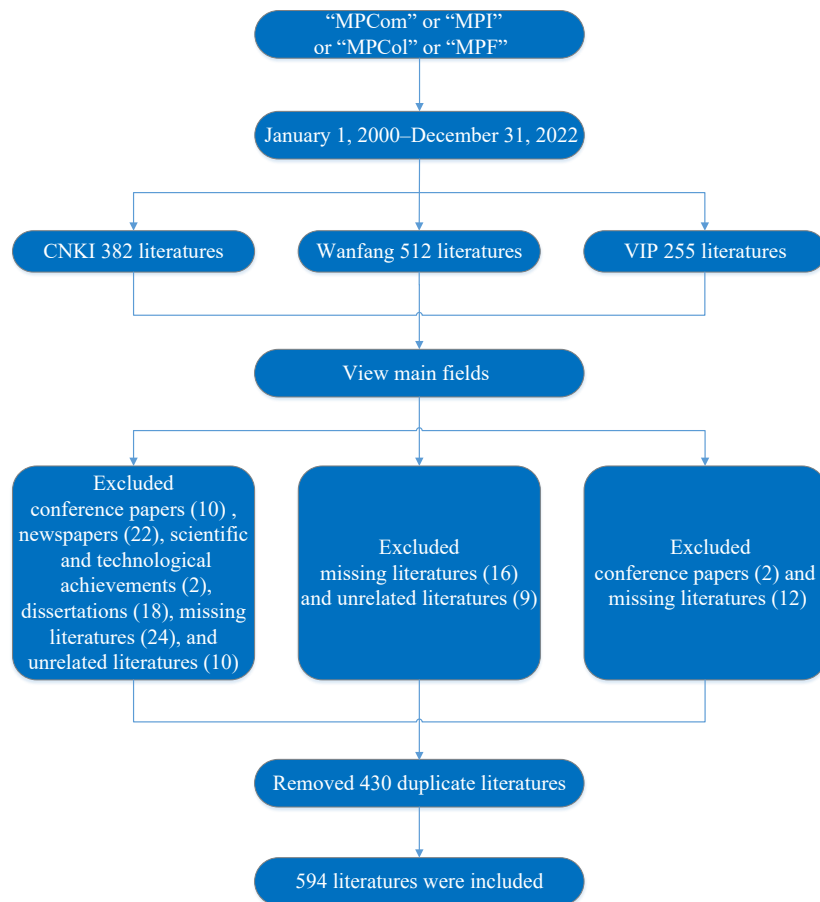 “MPCom” or “MPI”
or “MPCol” or “MPF”
January 1, 2000–December 31, 2022
CNKI 382 literatures
Wanfang 512 literatures
VIP 255 literatures
View main fields
Excluded
conference papers (10) ,
newspapers (22), scientific
and technological
achievements (2),
dissertations (18), missing
literatures (24), and
unrelated literatures (10)
Excluded
missing literatures (16)
and unrelated literatures (9)
Excluded
conference papers (2) and
missing literatures (12)
Removed 430 duplicate literatures
594 literatures were included